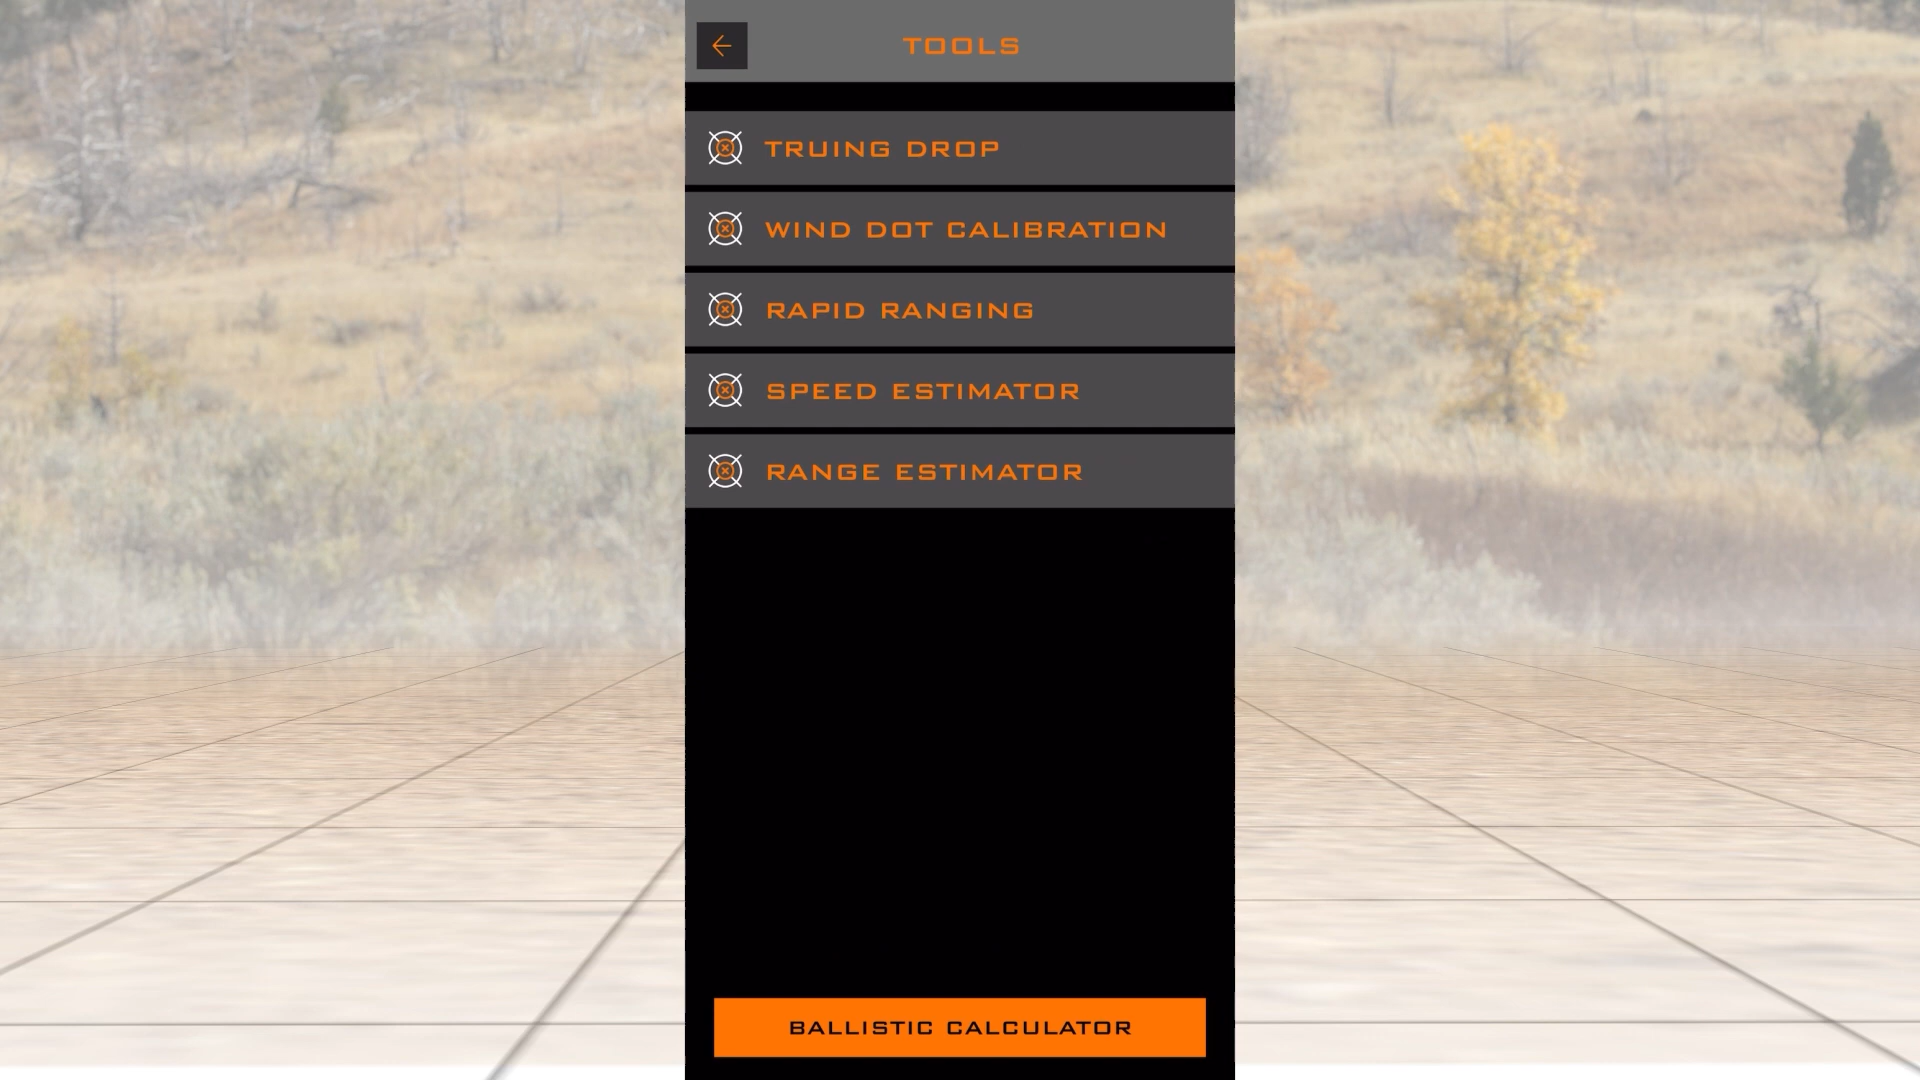 TOOLS
TRUING DROP
WIND DOT CALIBRATION
RAPID RANGING
SPEED ESTIMATOR
RANGE ESTIMATOR
BALLISTIC CALCULATOR